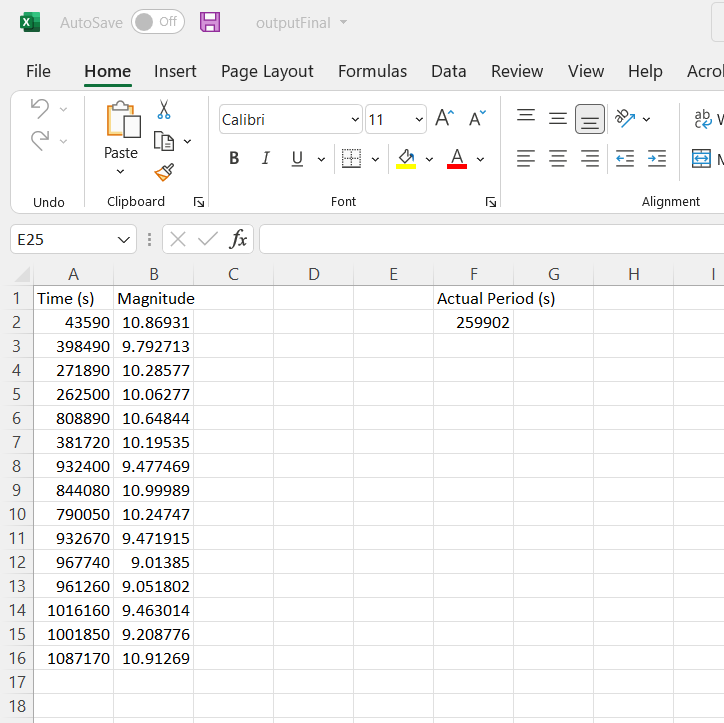 AutoSave Off outputFinal
File Home Insert Page Layout Formulas Data Review View Help Acro
Paste Calibri 11 B I U A A A ab c
Undo Clipboard Font Alignment
E25 fx
A B C D E F G H I
1 Time (s) Magnitude Actual Period (s)
2 43590 10.86931 259902
3 398490 9.792713
4 271890 10.28577
5 262500 10.06277
6 808890 10.64844
7 381720 10.19535
8 932400 9.477469
9 844080 10.99989
10 790050 10.24747
11 932670 9.471915
12 967740 9.01385
13 961260 9.051802
14 1016160 9.463014
15 1001850 9.208776
16 1087170 10.91269
17
18